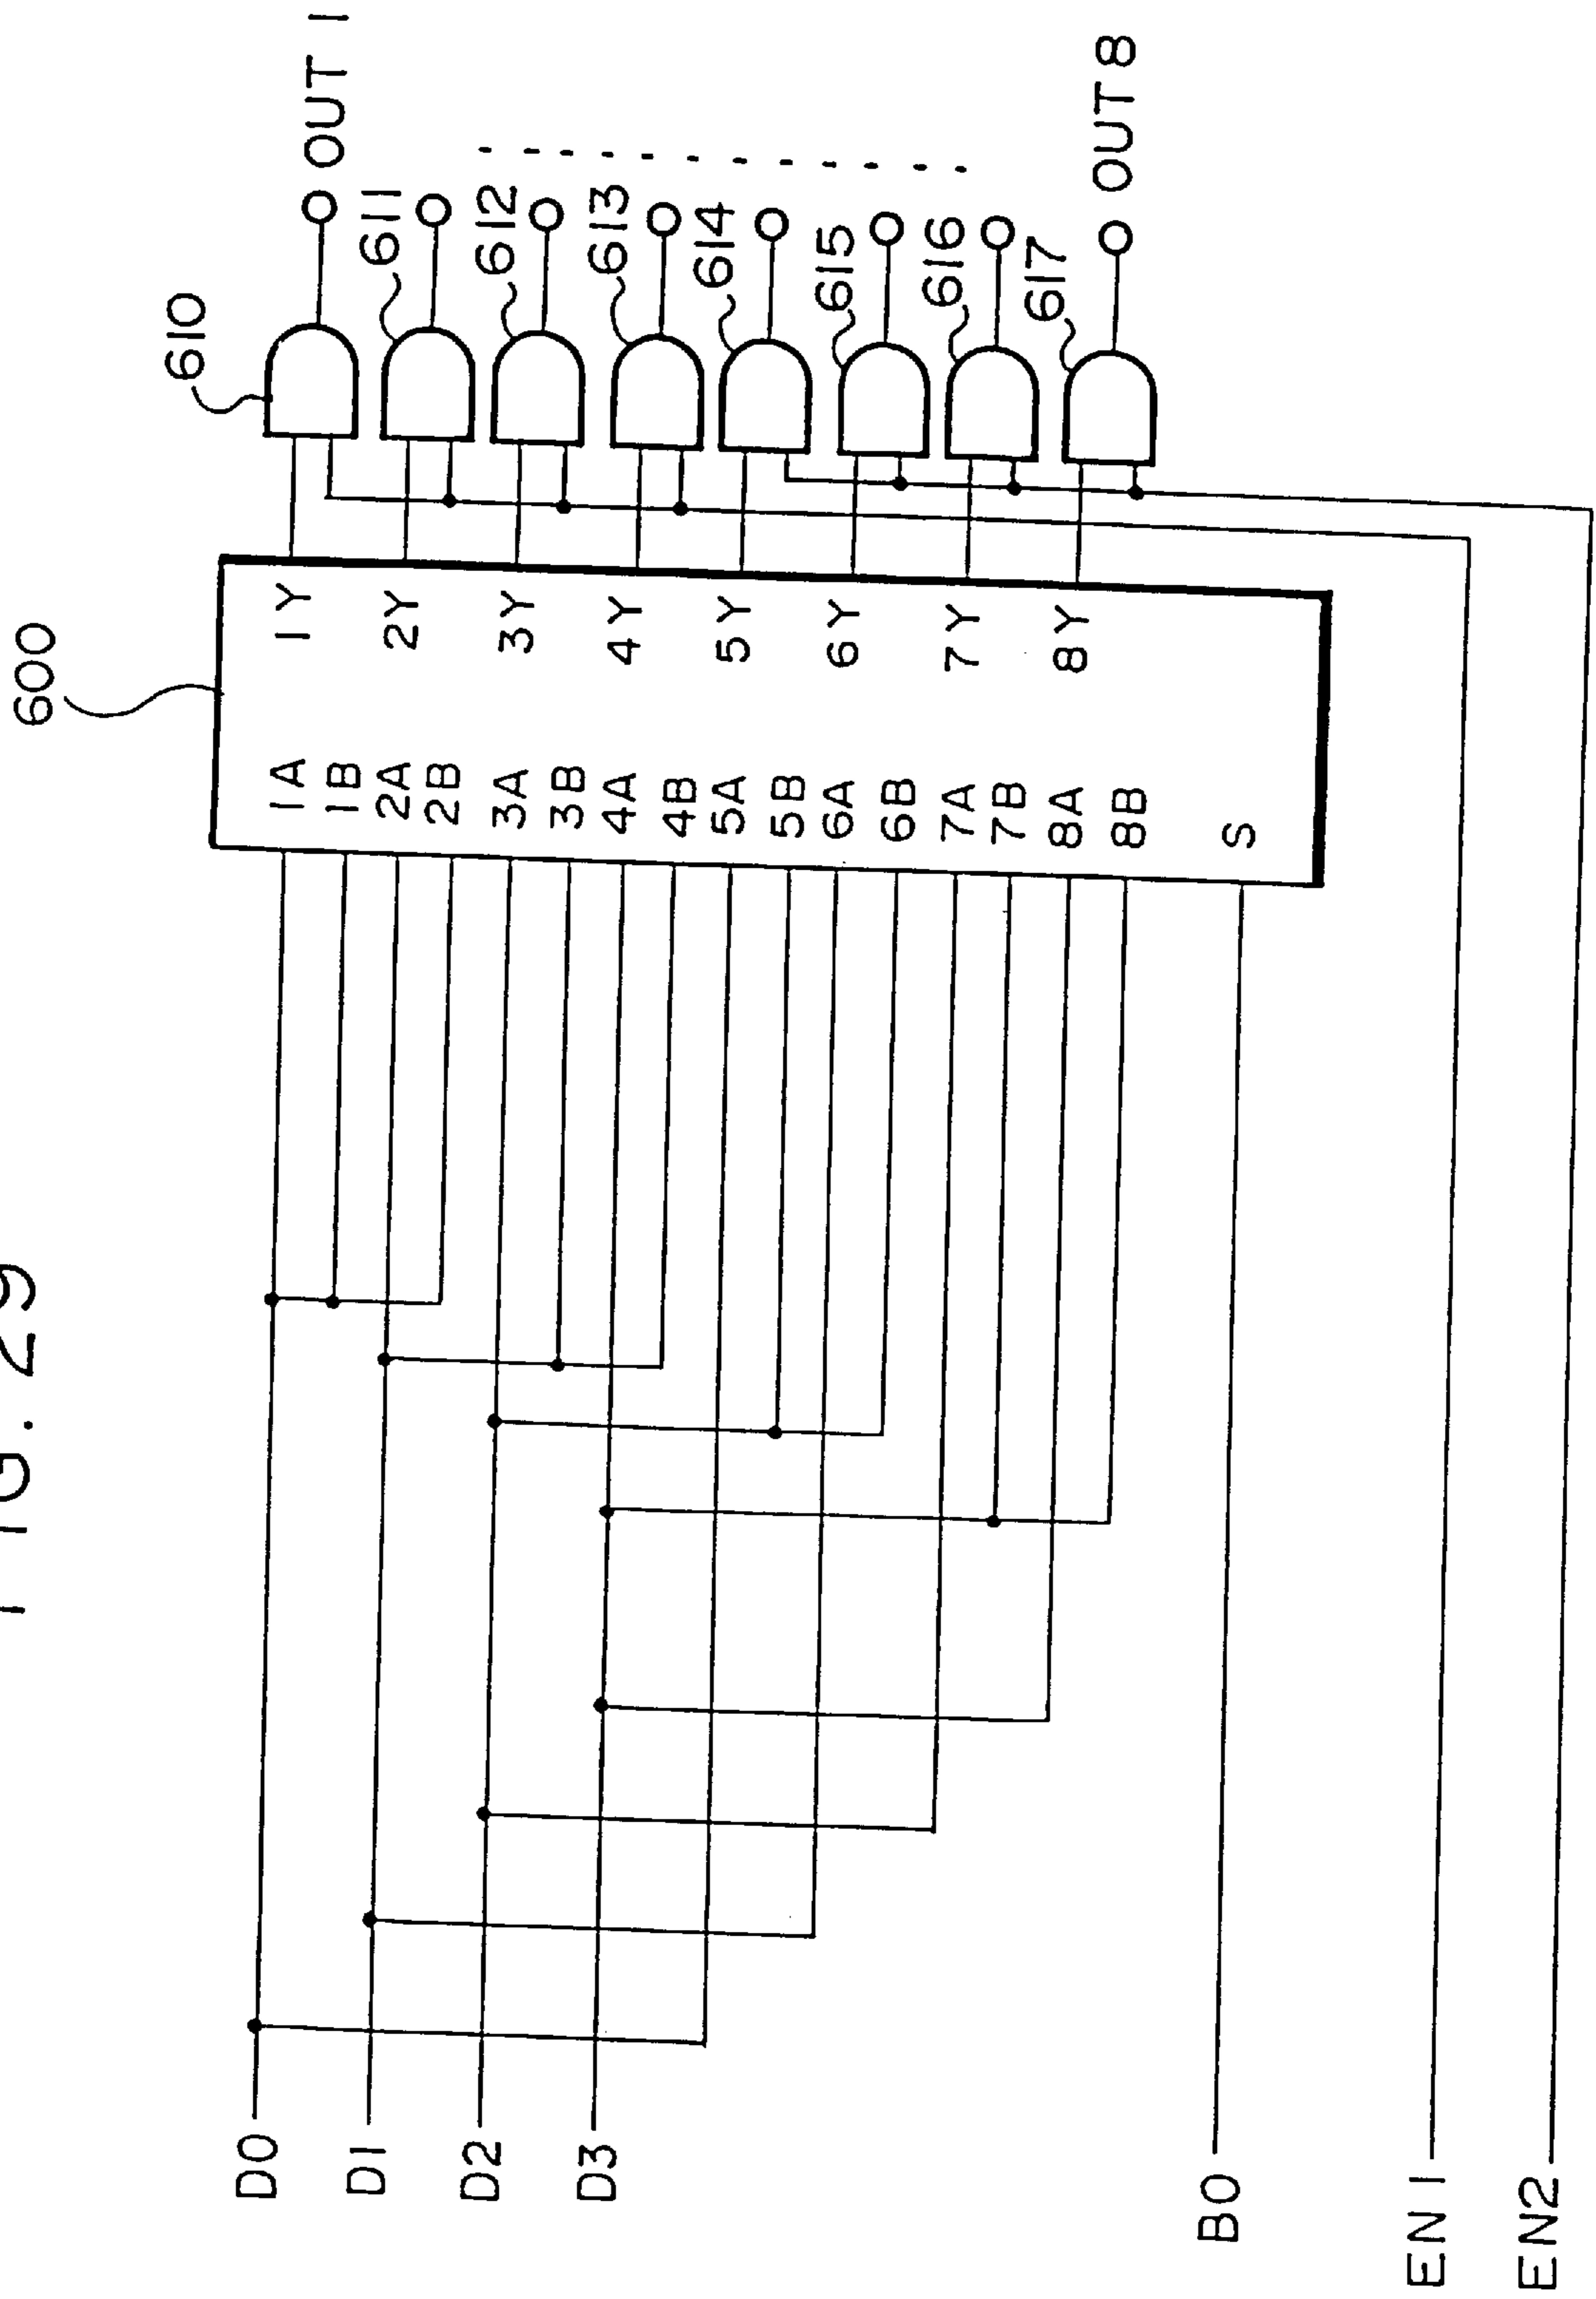 FIG. 29
600
610
611
612
613
614
615
616
617
OUT 1
OUT 8
1A
1B
2A
2B
3A
3B
4A
4B
5A
5B
6A
6B
7A
7B
8A
8B
S
1Y
2Y
3Y
4Y
5Y
6Y
7Y
8Y
D0
D1
D2
D3
B0
EN1
EN2